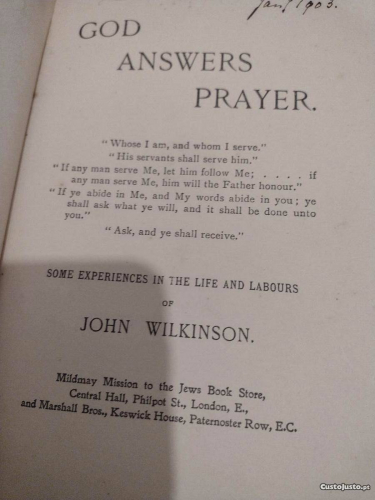 Jan/ 1903.
GOD
ANSWERS
PRAYER.
"Whose I am, and whom I serve."
"His servants shall serve him."
"If any man serve Me, let him follow Me; . . . . if
any man serve Me, him will the Father honour."
"If ye abide in Me, and My words abide in you; ye
shall ask what ye will, and it shall be done unto
you."
"Ask, and ye shall receive."
SOME EXPERIENCES IN THE LIFE AND LABOURS
OF
JOHN WILKINSON.
Mildmay Mission to the Jews Book Store,
Central Hall, Philpot St., London, E.,
and Marshall Bros., Keswick House, Paternoster Row, E.C.
CustoJusto.pt